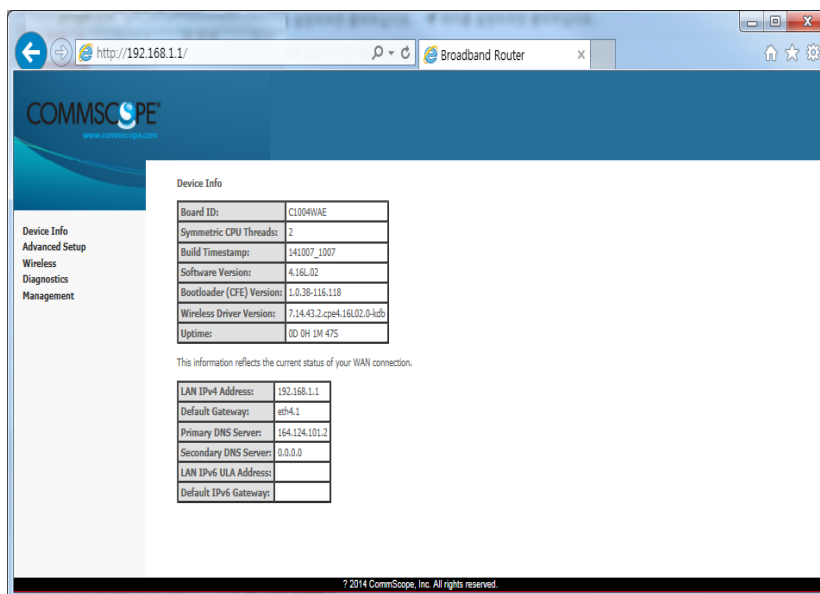 http://192.168.1.1/
Broadband Router
COMMSCOPE®
www.commscope.com
Device Info
Advanced Setup
Wireless
Diagnostics
Management
Device Info
Board ID: C1004WAE
Symmetric CPU Threads: 2
Build Timestamp: 141007_1007
Software Version: 4.16L.02
Bootloader (CFE) Version: 1.0.38-116.118
Wireless Driver Version: 7.14.43.2.cpe4.16L02.0-kdb
Uptime: 0D 0H 1M 47S
This information reflects the current status of your WAN connection.
LAN IPv4 Address: 192.168.1.1
Default Gateway: eth4.1
Primary DNS Server: 164.124.101.2
Secondary DNS Server: 0.0.0.0
LAN IPv6 ULA Address:
Default IPv6 Gateway:
? 2014 CommScope, Inc. All rights reserved.